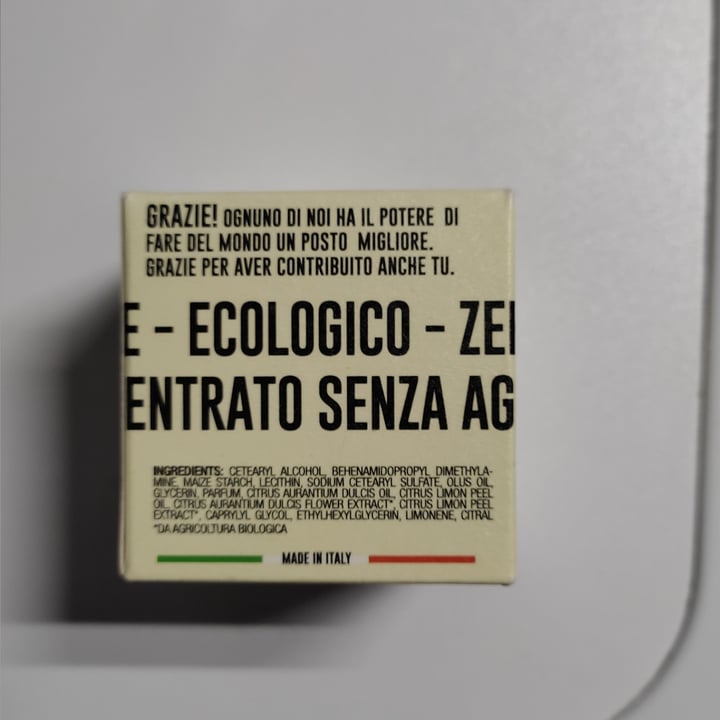 GRAZIE! OGNUNO DI NOI HA IL POTERE DI
FARE DEL MONDO UN POSTO MIGLIORE.
GRAZIE PER AVER CONTRIBUITO ANCHE TU.
E - ECOLOGICO - ZE
ENTRATO SENZA AG
INGREDIENTS: CETEARYL ALCOHOL, BEHENAMIDOPROPYL DIMETHYLA-
MINE, MAIZE STARCH, LECITHIN, SODIUM CETEARYL SULFATE, OLUS OIL,
GLYCERIN, PARFUM, CITRUS AURANTIUM DULCIS OIL, CITRUS LIMON PEEL
OIL, CITRUS AURANTIUM DULCIS FLOWER EXTRACT*, CITRUS LIMON PEEL
EXTRACT*, CAPRYLYL GLYCOL, ETHYLHEXYLGLYCERIN, LIMONENE, CITRAL
*DA AGRICOLTURA BIOLOGICA
MADE IN ITALY